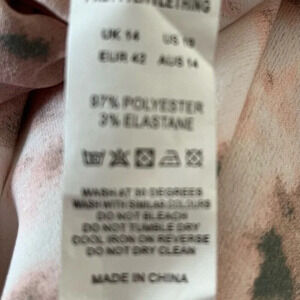 PRETTYLITTLETHING
UK 14 US 10
EUR 42 AUS 14
97% POLYESTER
3% ELASTANE
WASH AT 30 DEGREES
WASH WITH SIMILAR COLOURS
DO NOT BLEACH
DO NOT TUMBLE DRY
COOL IRON ON REVERSE
DO NOT DRY CLEAN
MADE IN CHINA